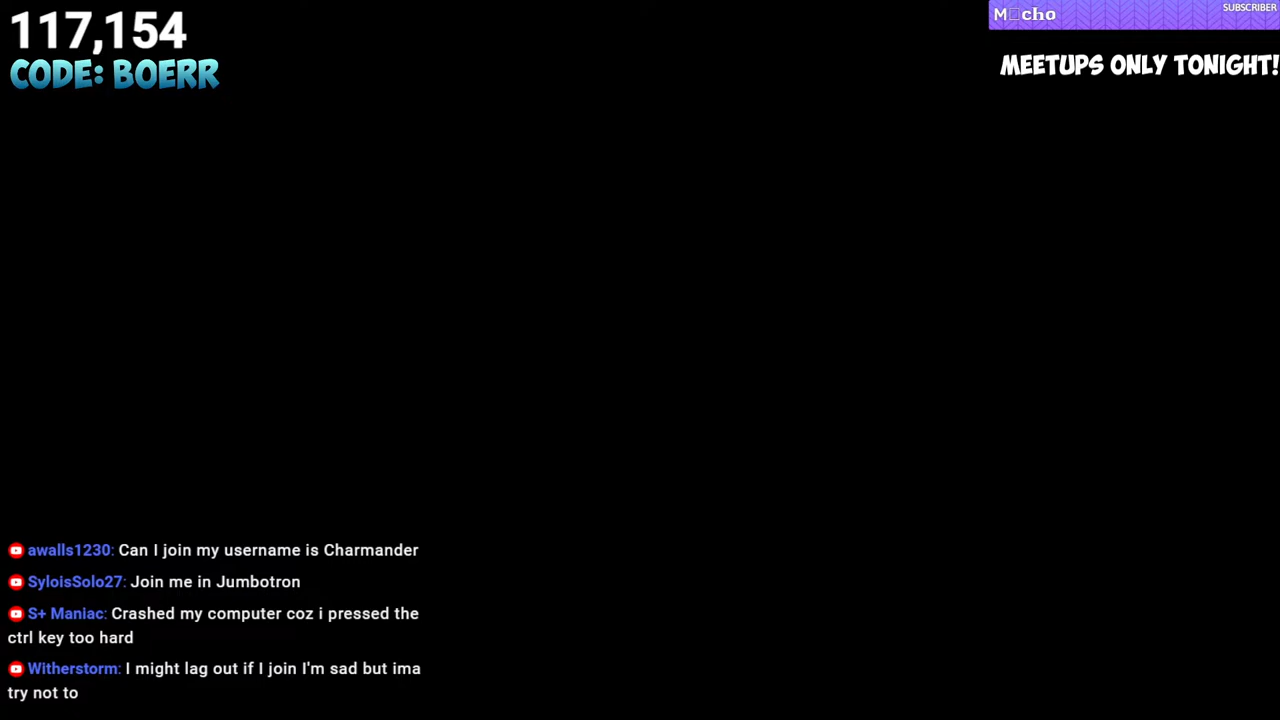 117,154
CODE: BOERR
M□cho
SUBSCRIBER
MEETUPS ONLY TONIGHT!
awalls1230: Can I join my username is Charmander
SyloisSolo27: Join me in Jumbotron
S+ Maniac: Crashed my computer coz i pressed the
ctrl key too hard
Witherstorm: I might lag out if I join I'm sad but ima
try not to